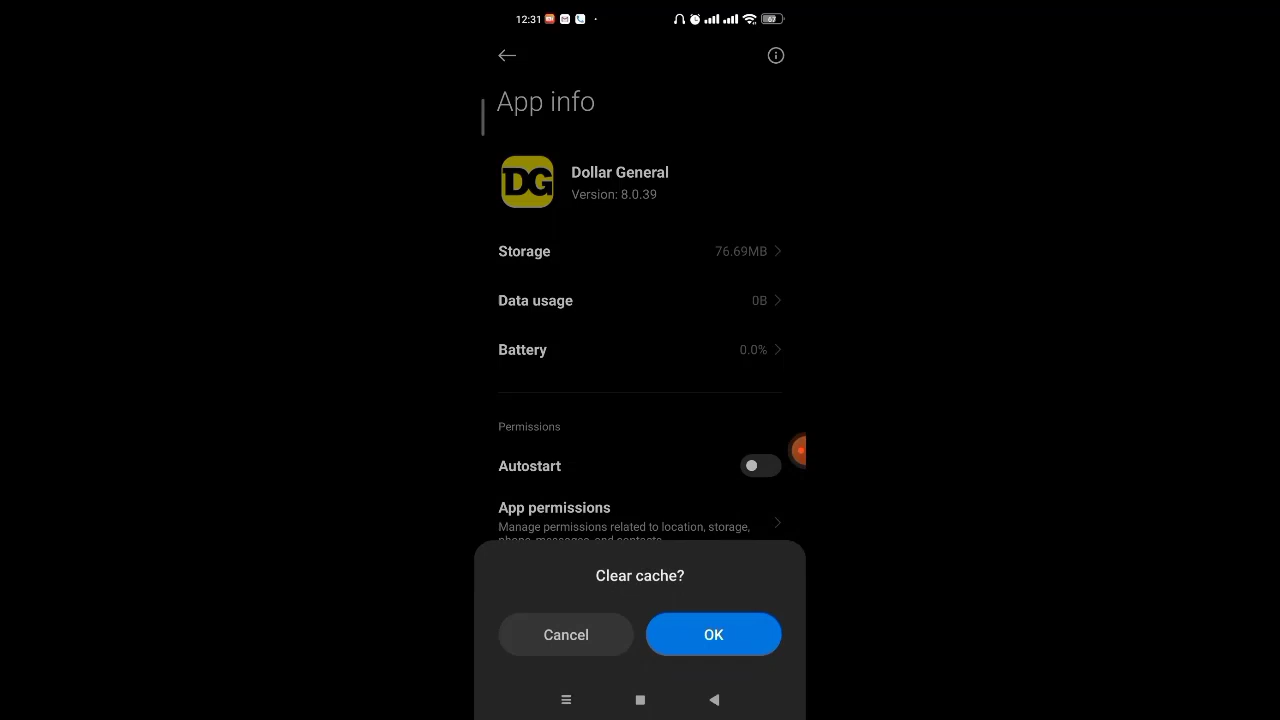 12:31
67
App info
DG
Dollar General
Version: 8.0.39
Storage 76.69MB
Data usage 0B
Battery 0.0%
Permissions
Autostart
App permissions
Manage permissions related to location, storage,
phone, messages, and contacts
Clear cache?
Cancel OK